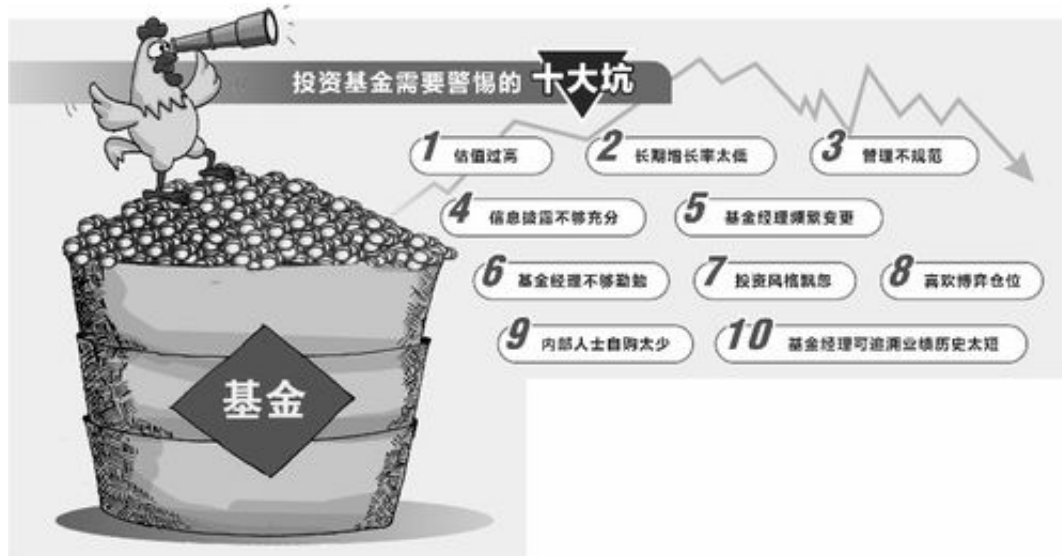 投资基金需要警惕的 十大坑
1 估值过高
2 长期增长率太低
3 管理不规范
4 信息披露不够充分
5 基金经理频繁变更
6 基金经理不够勤勉
7 投资风格飘忽
8 喜欢博弈仓位
9 内部人士自购太少
10 基金经理可追溯业绩历史太短
基金